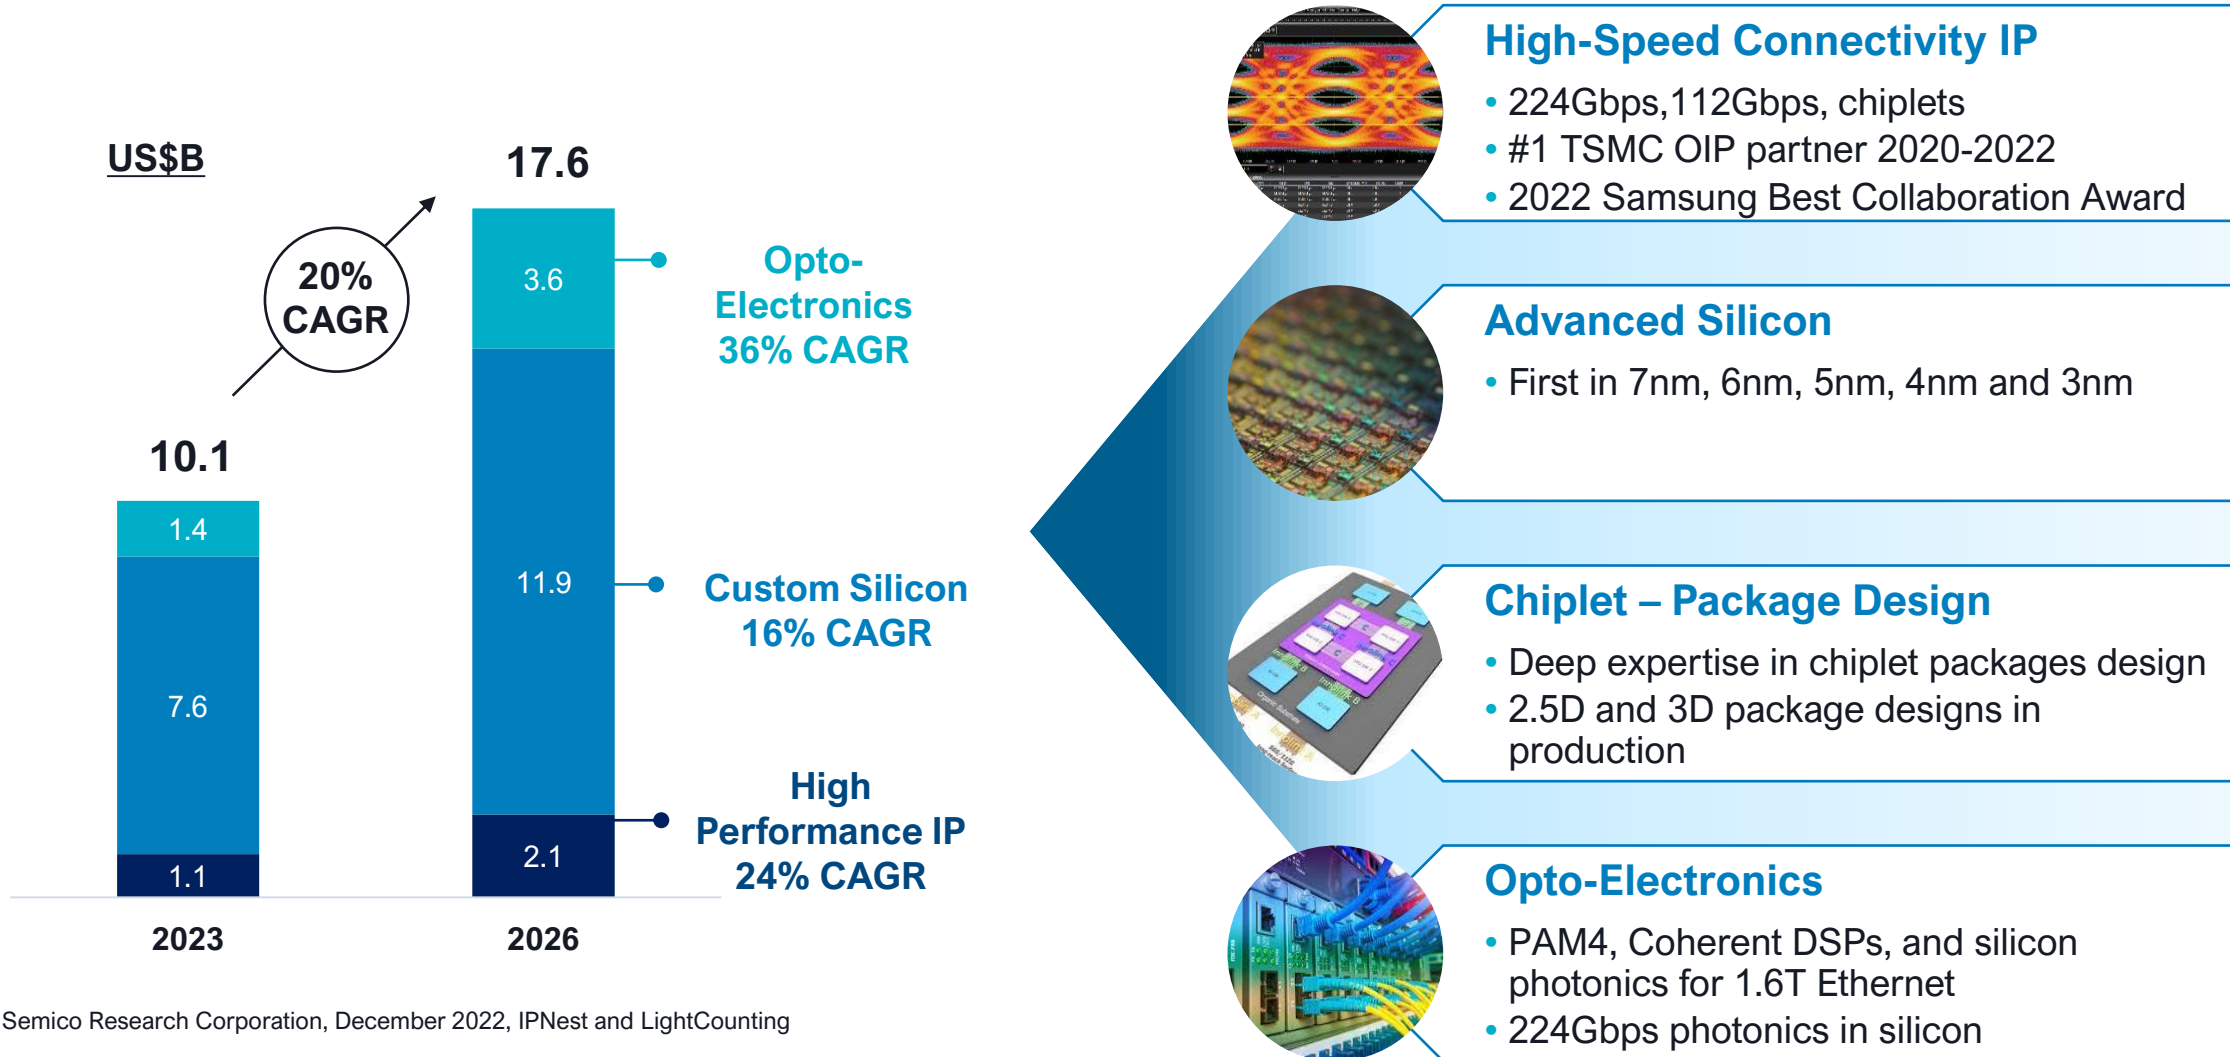 US$B
17.6
20%
CAGR
10.1
3.6
11.9
2.1
1.4
7.6
1.1
2023
2026
Opto-
Electronics
36% CAGR
Custom Silicon
16% CAGR
High
Performance IP
24% CAGR
Semico Research Corporation, December 2022, IPNest and LightCounting
High-Speed Connectivity IP
• 224Gbps,112Gbps, chiplets
• #1 TSMC OIP partner 2020-2022
• 2022 Samsung Best Collaboration Award
Advanced Silicon
• First in 7nm, 6nm, 5nm, 4nm and 3nm
Chiplet – Package Design
• Deep expertise in chiplet packages design
• 2.5D and 3D package designs in
production
Organic Substrate
Opto-Electronics
• PAM4, Coherent DSPs, and silicon
photonics for 1.6T Ethernet
• 224Gbps photonics in silicon